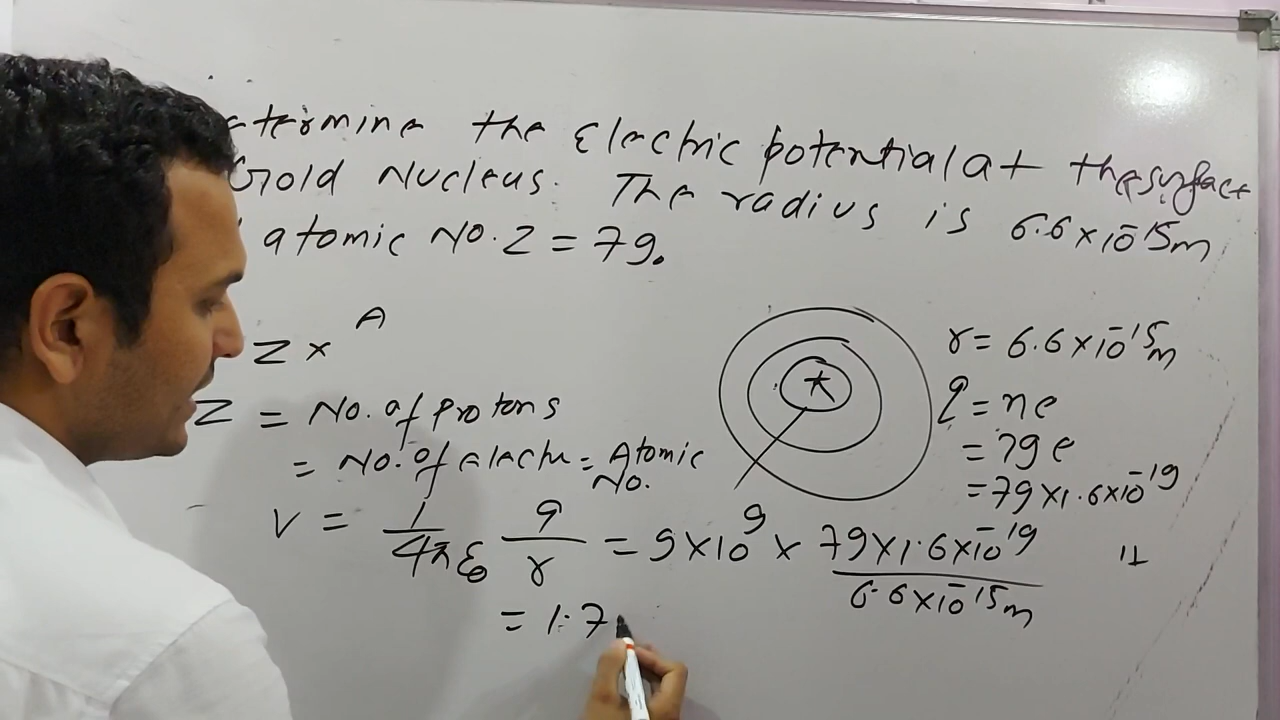 termine the Electric potential at the surface
Gold Nucleus. The radius is 6.6×10⁻¹⁵m
atomic No. Z = 79.
Z X ᴬ
Z = No. of protons
= No. of electu = Atomic No.
r = 6.6×10⁻¹⁵m
q = ne
= 79e
= 79×1.6×10⁻¹⁹
V = 1/4πε₀ q/r = 9×10⁹ × 79×1.6×10⁻¹⁹/6.6×10⁻¹⁵m
= 1.7